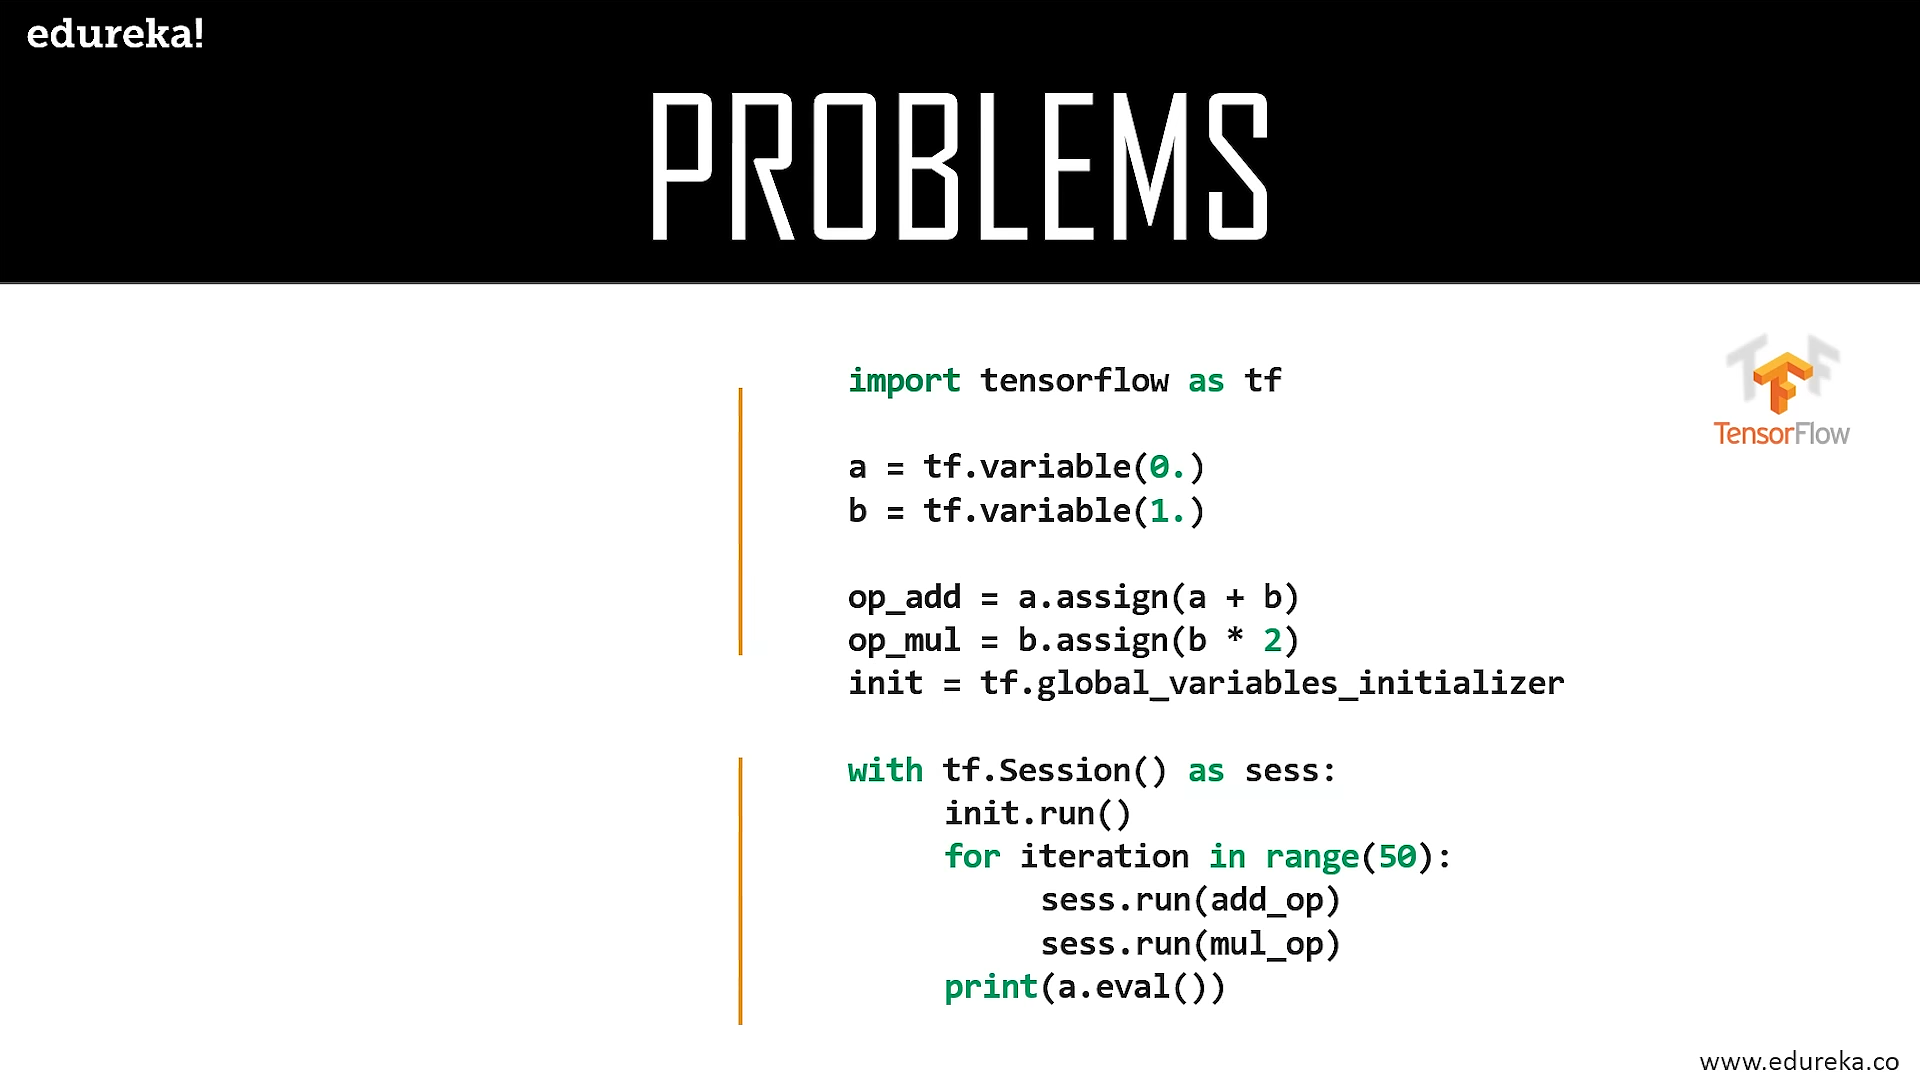 edureka!
PROBLEMS
import tensorflow as tf
TensorFlow
a = tf.variable(0.)
b = tf.variable(1.)
op_add = a.assign(a + b)
op_mul = b.assign(b * 2)
init = tf.global_variables_initializer
with tf.Session() as sess:
init.run()
for iteration in range(50):
sess.run(add_op)
sess.run(mul_op)
print(a.eval())
www.edureka.co